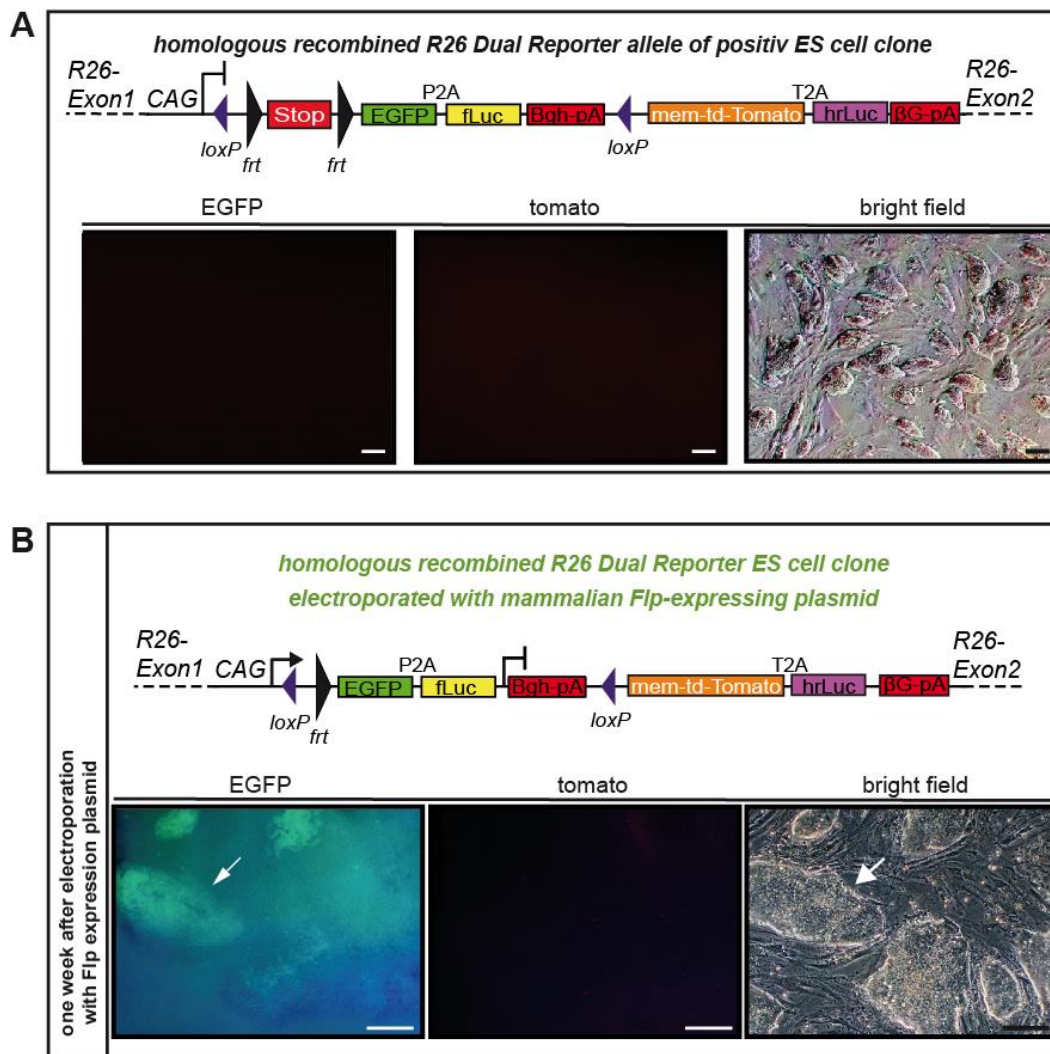 A
homologous recombined R26 Dual Reporter allele of positiv ES cell clone
R26-
Exon1
CAG
loxP
frt
Stop
frt
EGFP
P2A
fLuc
Bgh-pA
loxP
mem-td-Tomato
T2A
hrLuc
βG-pA
R26-
Exon2
EGFP
tomato
bright field
B
one week after electroporation
with Flp expression plasmid
homologous recombined R26 Dual Reporter ES cell clone
electroporated with mammalian Flp-expressing plasmid
R26-
Exon1
CAG
loxP
frt
EGFP
P2A
fLuc
Bgh-pA
loxP
mem-td-Tomato
T2A
hrLuc
βG-pA
R26-
Exon2
EGFP
tomato
bright field